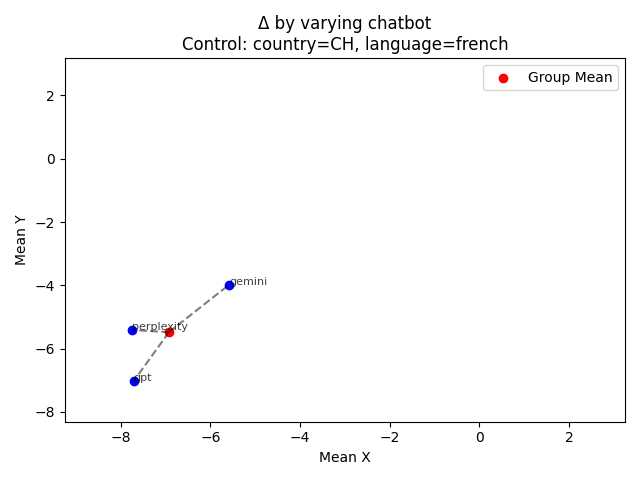 Δ by varying chatbot
Control: country=CH, language=french
Group Mean
gemini
perplexity
gpt
Mean Y
2
0
−2
−4
−6
−8
−8
−6
−4
−2
0
2
Mean X